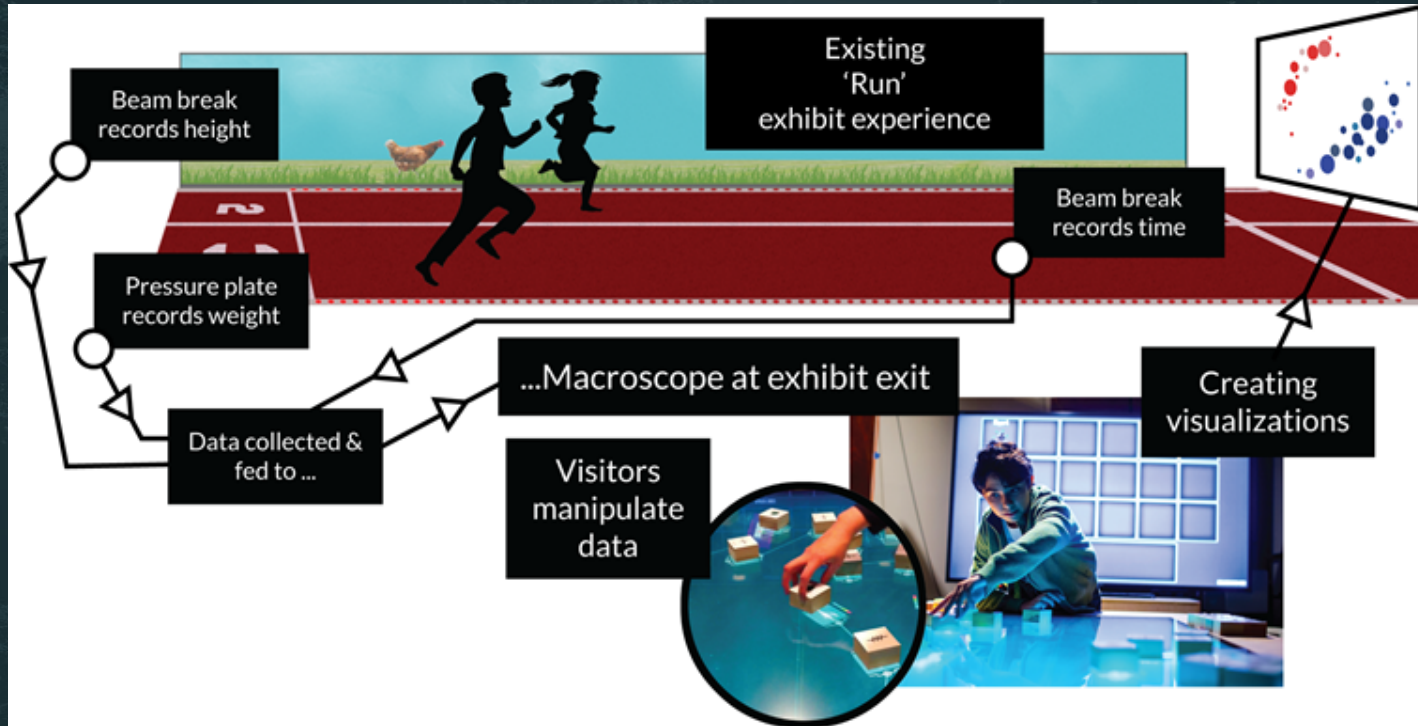 Existing
'Run'
exhibit experience
Beam break
records height
Beam break
records time
2
Pressure plate
records weight
...Macroscope at exhibit exit
Creating
visualizations
Data collected &
fed to ...
Visitors
manipulate
data